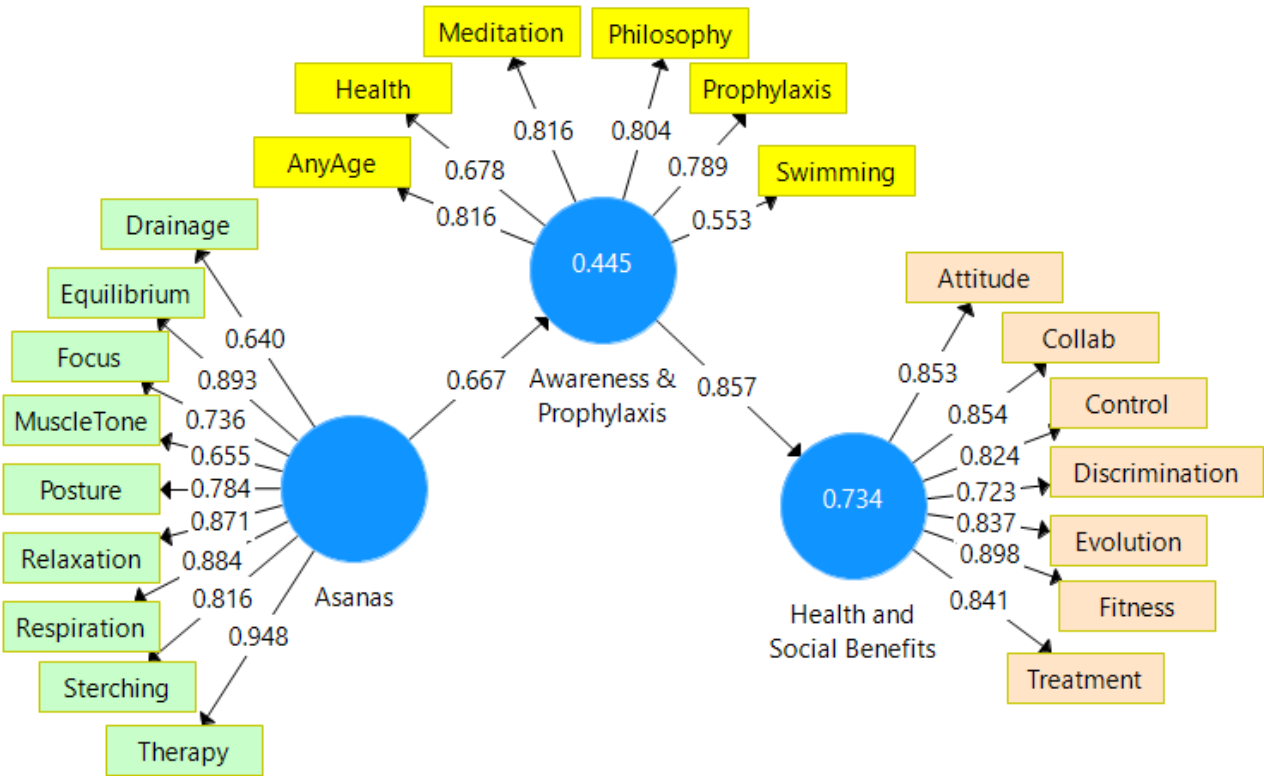 Meditation
Philosophy
Health
Prophylaxis
AnyAge
Swimming
0.816
0.678
0.816
0.804
0.789
0.553
0.445
Awareness &
Prophylaxis
Drainage
Equilibrium
Focus
MuscleTone
Posture
Relaxation
Respiration
Sterching
Therapy
0.640
0.893
0.736
0.655
0.784
0.871
0.884
0.816
0.948
Asanas
0.667
0.857
0.734
Health and
Social Benefits
0.853
0.854
0.824
0.723
0.837
0.898
0.841
Attitude
Collab
Control
Discrimination
Evolution
Fitness
Treatment